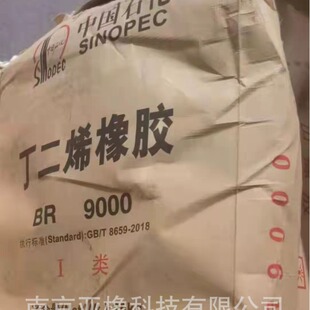 中国石化
SINOPEC
SINOPEC
丁二烯橡胶
BR 9000
执行标准(Standard):GB/T 8659-2018
I 类
9000
南京亚橡科技有限公司